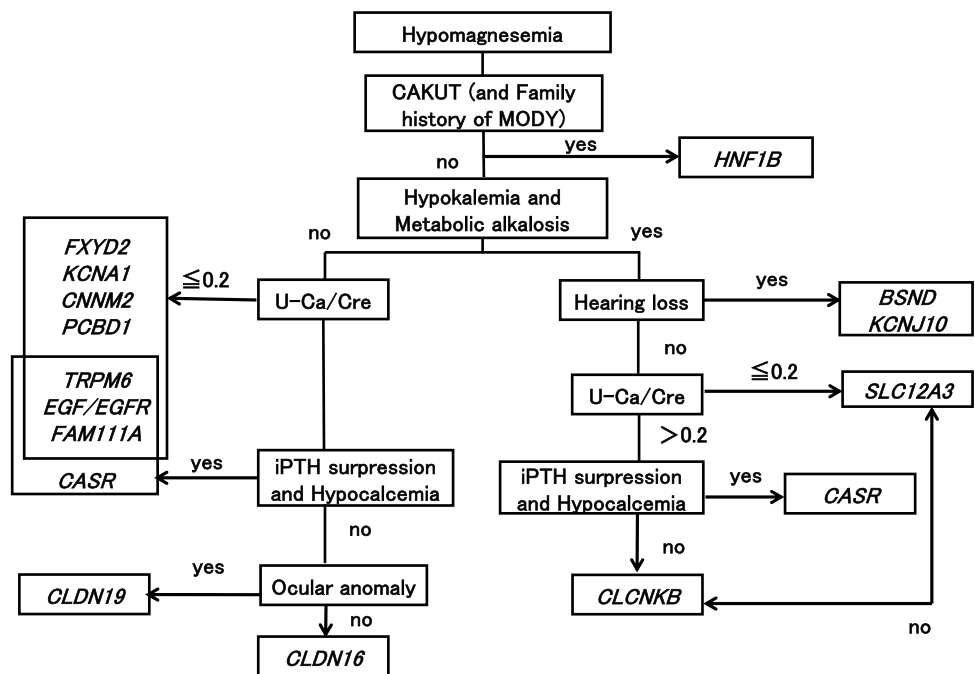 Hypomagnesemia
CAKUT (and Family
history of MODY)
yes
no
HNF1B
Hypokalemia and
Metabolic alkalosis
no
yes
FXYD2
KCNA1
CNNM2
PCBD1
≦0.2
U-Ca/Cre
Hearing loss
yes
BSND
KCNJ10
no
TRPM6
EGF/EGFR
FAM111A
CASR
U-Ca/Cre
≦0.2
SLC12A3
>0.2
yes
iPTH surpression
and Hypocalcemia
iPTH surpression
and Hypocalcemia
yes
CASR
no
no
CLDN19
yes
Ocular anomaly
CLCNKB
no
no
CLDN16